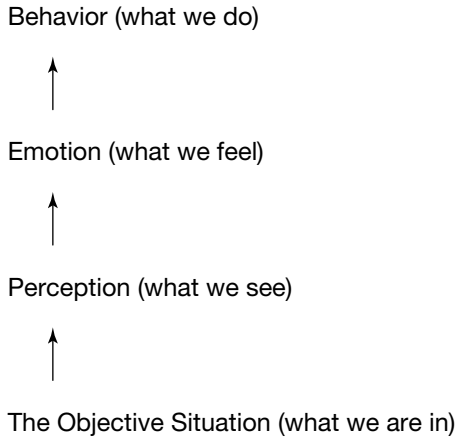 Behavior (what we do)
Emotion (what we feel)
Perception (what we see)
The Objective Situation (what we are in)